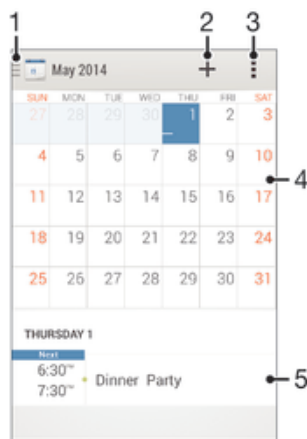 1 2 3
May 2014
SUN MON TUE WED THU FRI SAT
27 28 29 30 1 2 3
4 5 6 7 8 9 10
4
11 12 13 14 15 16 17
18 19 20 21 22 23 24
25 26 27 28 29 30 31
THURSDAY 1
Next
6:30PM
Dinner Party 5
7:30PM